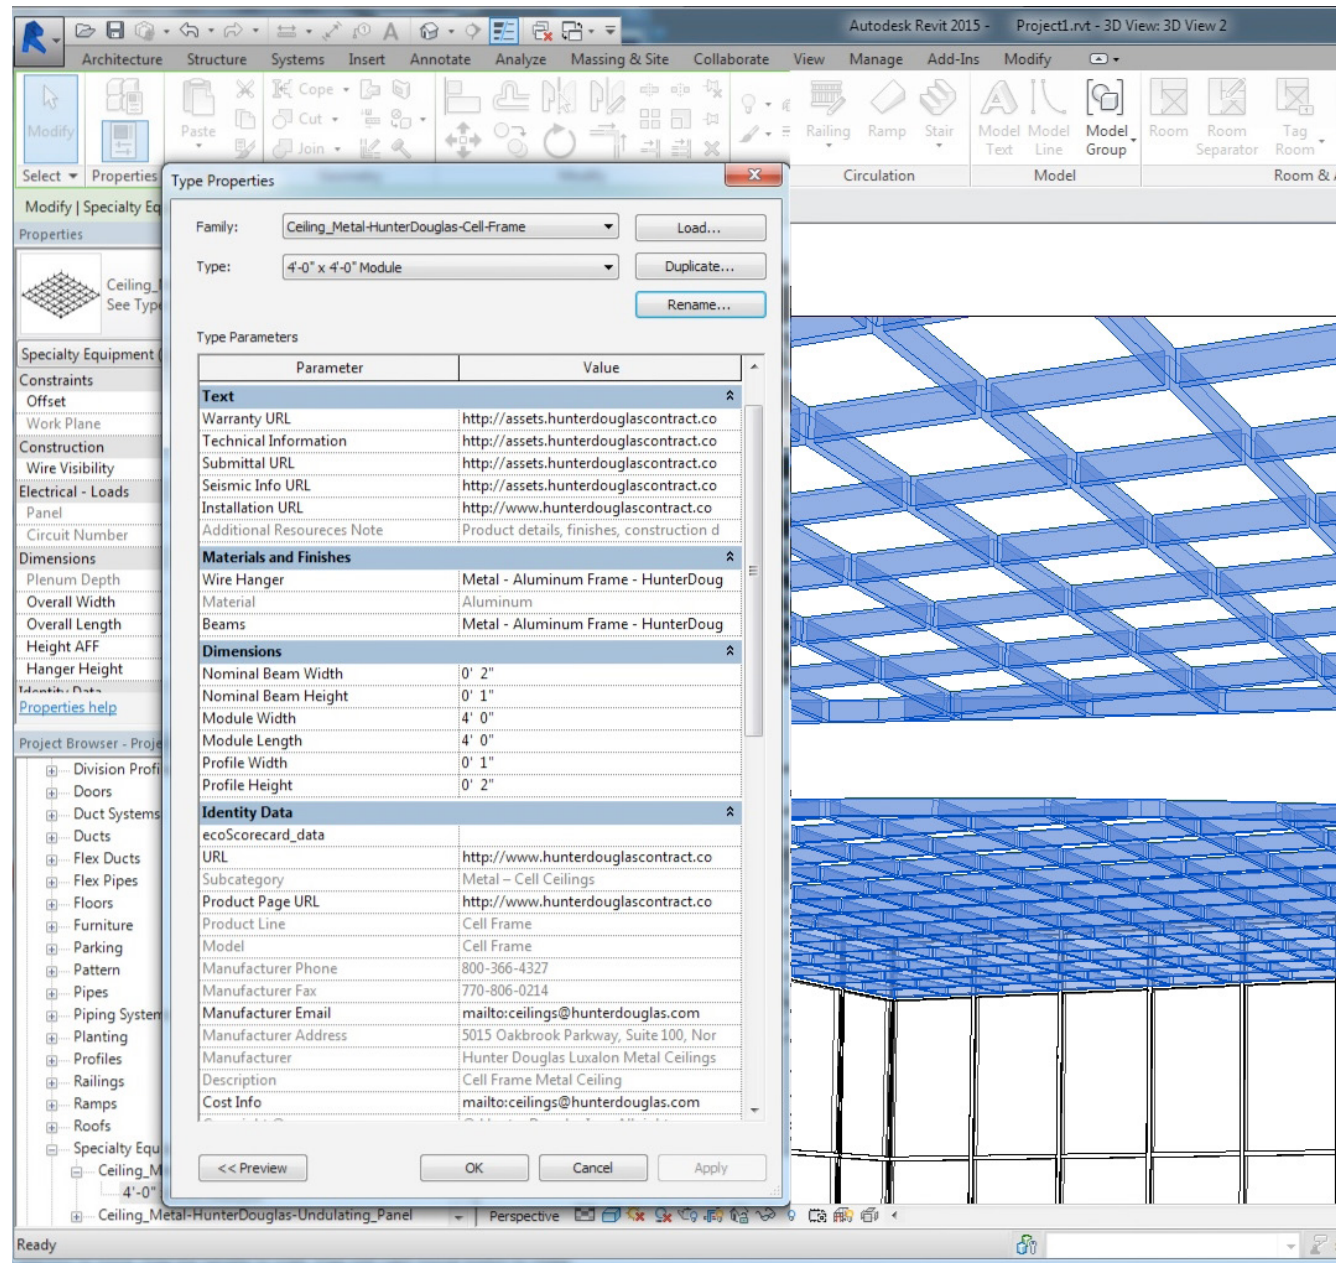 Autodesk Revit 2015 - Project1.rvt - 3D View: 3D View 2
Architecture Structure Systems Insert Annotate Analyze Massing & Site Collaborate View Manage Add-Ins Modify
Modify Paste Cope Cut Join Railing Ramp Stair Model Text Model Line Model Group Room Room Separator Tag Room
Select Properties Circulation Model Room &
Modify | Specialty Eq
Type Properties
Properties
Ceiling_
See Type
Specialty Equipment (
Constraints
Offset
Work Plane
Construction
Wire Visibility
Electrical - Loads
Panel
Circuit Number
Dimensions
Plenum Depth
Overall Width
Overall Length
Height AFF
Hanger Height
Identity Data
Properties help
Project Browser - Proje
Division Profi
Doors
Duct Systems
Ducts
Flex Ducts
Flex Pipes
Floors
Furniture
Parking
Pattern
Pipes
Piping System
Planting
Profiles
Railings
Ramps
Roofs
Specialty Equ
Ceiling_M
4'-0"
Ceiling_Metal-HunterDouglas-Undulating_Panel
Family: Ceiling_Metal-HunterDouglas-Cell-Frame Load...
Type: 4'-0" x 4'-0" Module Duplicate...
Rename...
Type Parameters
Parameter Value
Text
Warranty URL http://assets.hunterdouglascontract.co
Technical Information http://assets.hunterdouglascontract.co
Submittal URL http://assets.hunterdouglascontract.co
Seismic Info URL http://assets.hunterdouglascontract.co
Installation URL http://www.hunterdouglascontract.co
Additional Resoureces Note Product details, finishes, construction d
Materials and Finishes
Wire Hanger Metal - Aluminum Frame - HunterDoug
Material Aluminum
Beams Metal - Aluminum Frame - HunterDoug
Dimensions
Nominal Beam Width 0' 2"
Nominal Beam Height 0' 1"
Module Width 4' 0"
Module Length 4' 0"
Profile Width 0' 1"
Profile Height 0' 2"
Identity Data
ecoScorecard_data
URL http://www.hunterdouglascontract.co
Subcategory Metal – Cell Ceilings
Product Page URL http://www.hunterdouglascontract.co
Product Line Cell Frame
Model Cell Frame
Manufacturer Phone 800-366-4327
Manufacturer Fax 770-806-0214
Manufacturer Email mailto:ceilings@hunterdouglas.com
Manufacturer Address 5015 Oakbrook Parkway, Suite 100, Nor
Manufacturer Hunter Douglas Luxalon Metal Ceilings
Description Cell Frame Metal Ceiling
Cost Info mailto:ceilings@hunterdouglas.com
<< Preview OK Cancel Apply
Perspective
Ready